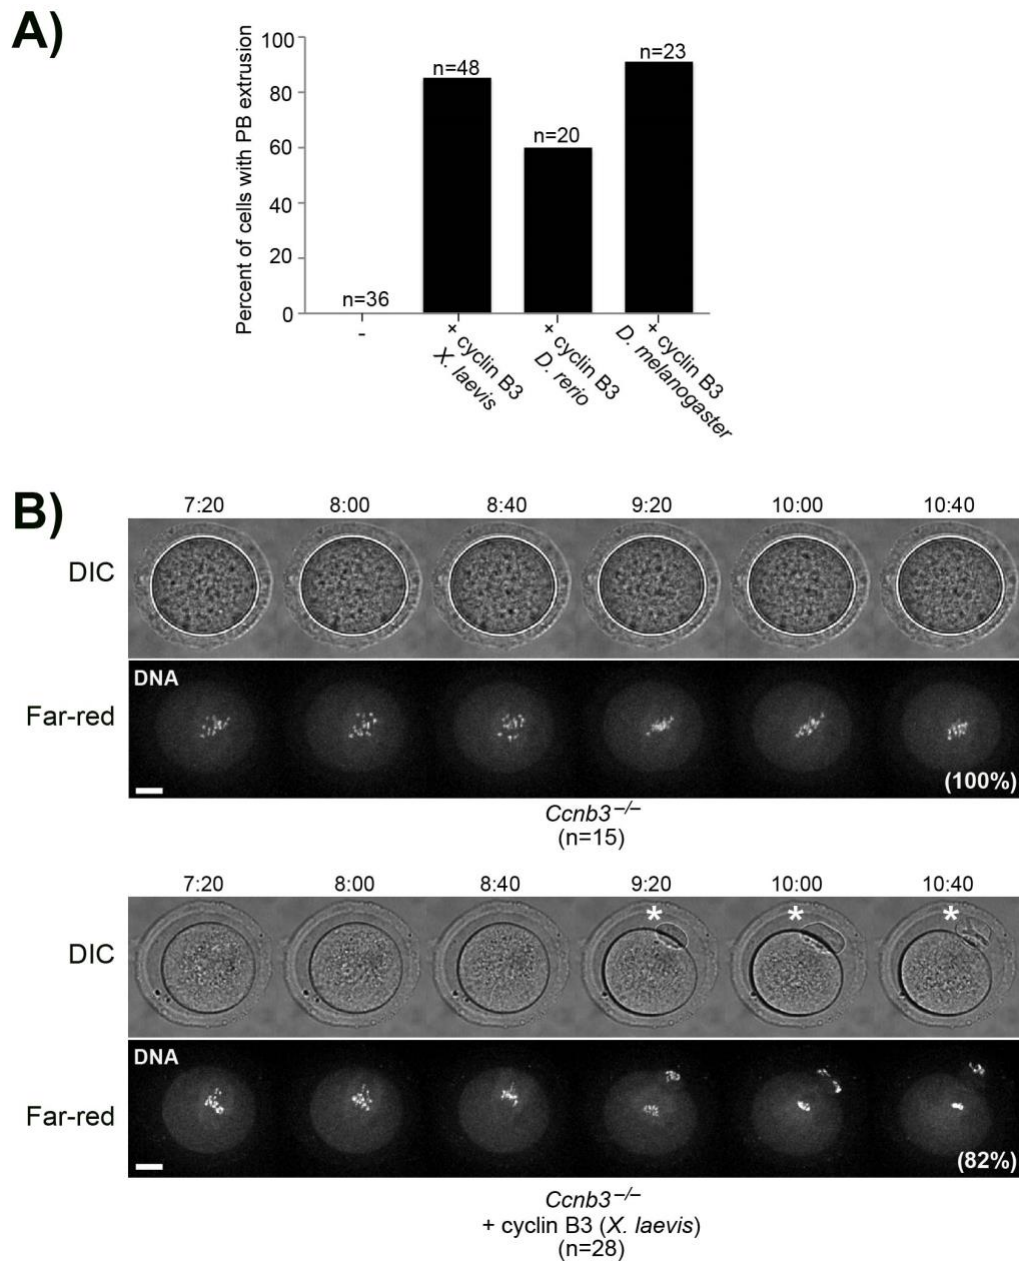 A)
Percent of cells with PB extrusion
100
80
60
40
20
0
n=36
n=48
n=20
n=23
-
+ cyclin B3
X. laevis
+ cyclin B3
D. rerio
+ cyclin B3
D. melanogaster
B)
7:20 8:00 8:40 9:20 10:00 10:40
DIC
DNA
Far-red
(100%)
Ccnb3−/−
(n=15)
7:20 8:00 8:40 9:20 10:00 10:40
* * *
DIC
DNA
Far-red
(82%)
Ccnb3−/−
+ cyclin B3 (X. laevis)
(n=28)